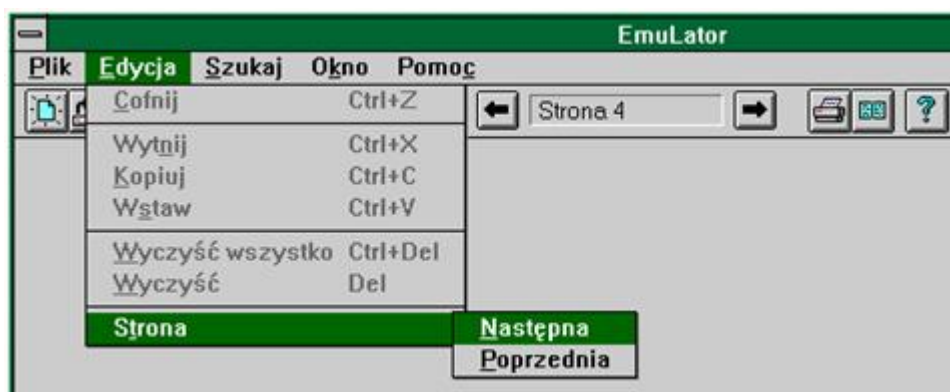 EmuLator
Plik Edycja Szukaj Okno Pomoc
Strona 4
Cofnij Ctrl+Z
Wytnij Ctrl+X
Kopiuj Ctrl+C
Wstaw Ctrl+V
Wyczyść wszystko Ctrl+Del
Wyczyść Del
Strona
Następna
Poprzednia